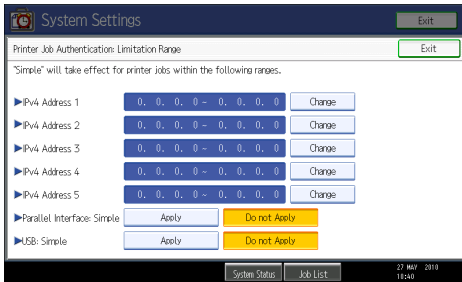 System Settings
Exit
Printer Job Authentication: Limitation Range
Exit
"Simple" will take effect for printer jobs within the following ranges.
▶IPv4 Address 1 0. 0. 0. 0 ~ 0. 0. 0. 0 Change
▶IPv4 Address 2 0. 0. 0. 0 ~ 0. 0. 0. 0 Change
▶IPv4 Address 3 0. 0. 0. 0 ~ 0. 0. 0. 0 Change
▶IPv4 Address 4 0. 0. 0. 0 ~ 0. 0. 0. 0 Change
▶IPv4 Address 5 0. 0. 0. 0 ~ 0. 0. 0. 0 Change
▶Parallel Interface: Simple Apply Do not Apply
▶USB: Simple Apply Do not Apply
System Status Job List 27 MAY 2010
10:40